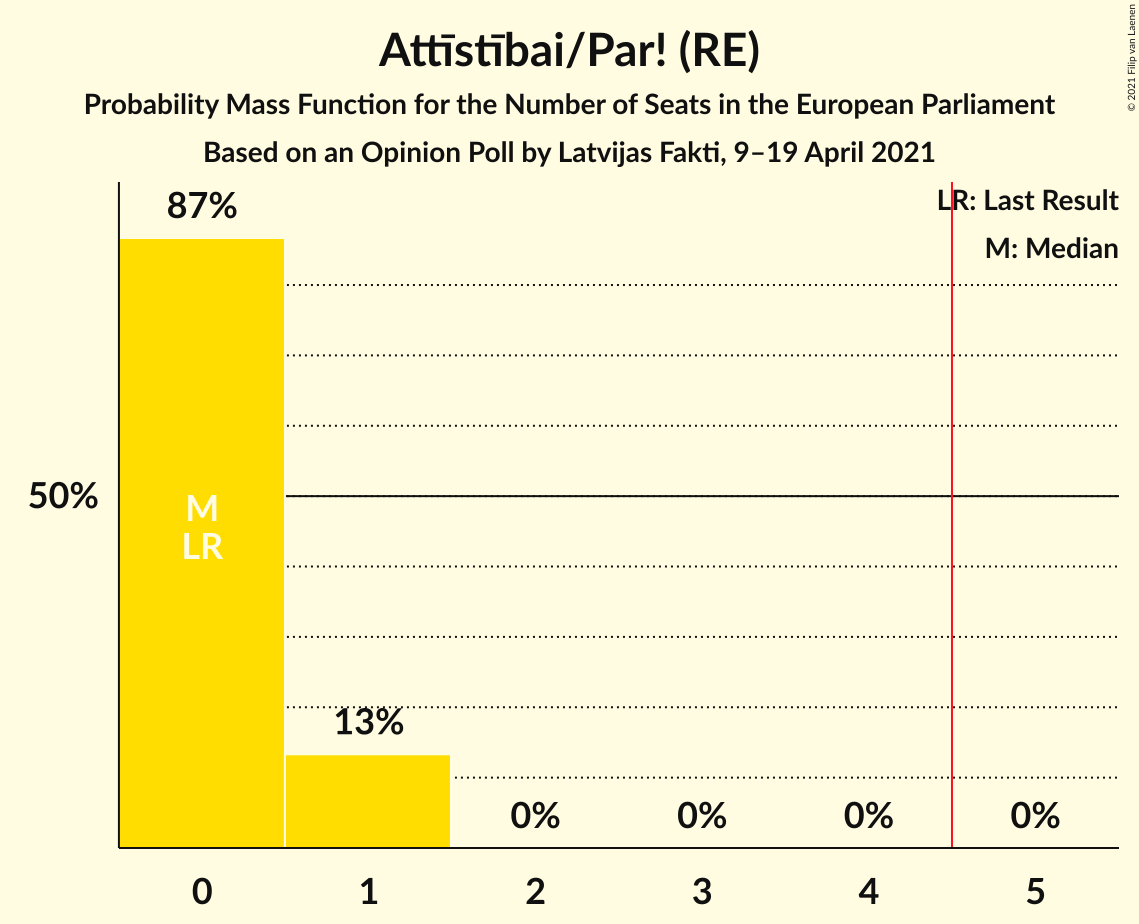 Attīstībai/Par! (RE)
Probability Mass Function for the Number of Seats in the European Parliament
Based on an Opinion Poll by Latvijas Fakti, 9–19 April 2021
© 2021 Filip van Laenen
LR: Last Result
M: Median
87%
50%
M
LR
13%
0%
0%
0%
0%
0
1
2
3
4
5